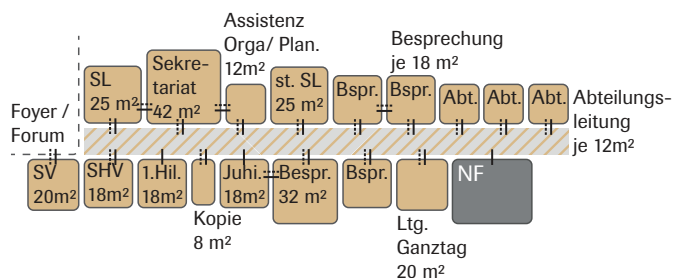 Assistenz
Orga/ Plan.
12m²
Besprechung
je 18 m²
SL
25 m²
Sekre-
tariat
42 m²
st. SL
25 m²
Bspr.
Bspr.
Abt.
Abt.
Abt.
Abteilungs-
leitung
je 12m²
Foyer /
Forum
SV
20m²
SHV
18m²
1.Hil.
18m²
Kopie
8 m²
Juni.
18m²
Bespr.
32 m²
Bspr.
Ltg.
Ganztag
20 m²
NF